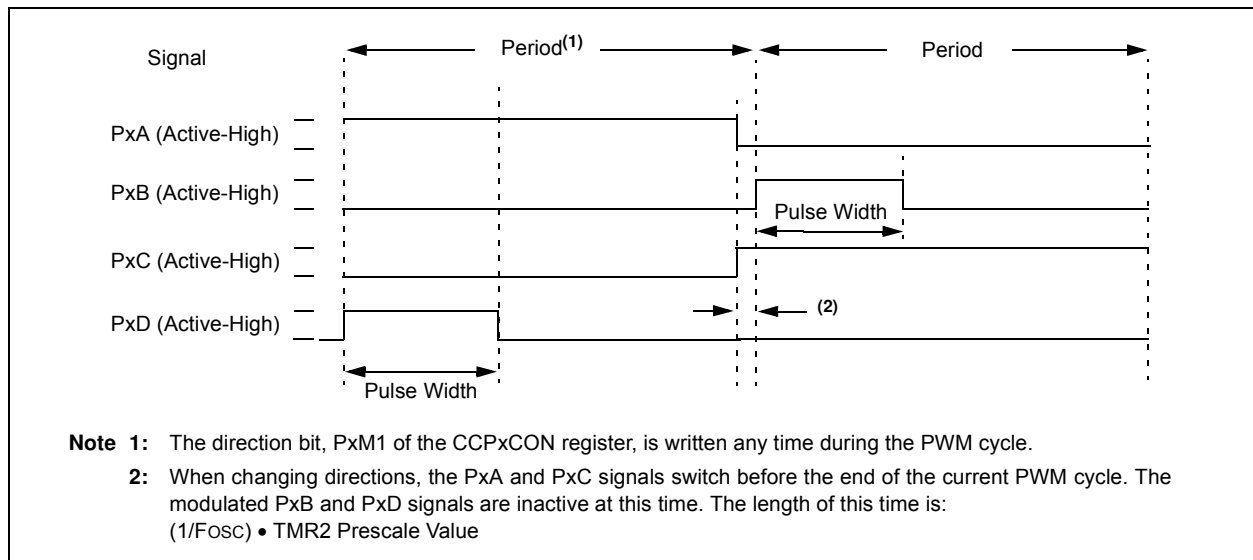 Signal
Period(1)
Period
PxA (Active-High)
PxB (Active-High)
Pulse Width
PxC (Active-High)
(2)
PxD (Active-High)
Pulse Width
Note 1: The direction bit, PxM1 of the CCPxCON register, is written any time during the PWM cycle.
2: When changing directions, the PxA and PxC signals switch before the end of the current PWM cycle. The
modulated PxB and PxD signals are inactive at this time. The length of this time is:
(1/FOSC) • TMR2 Prescale Value